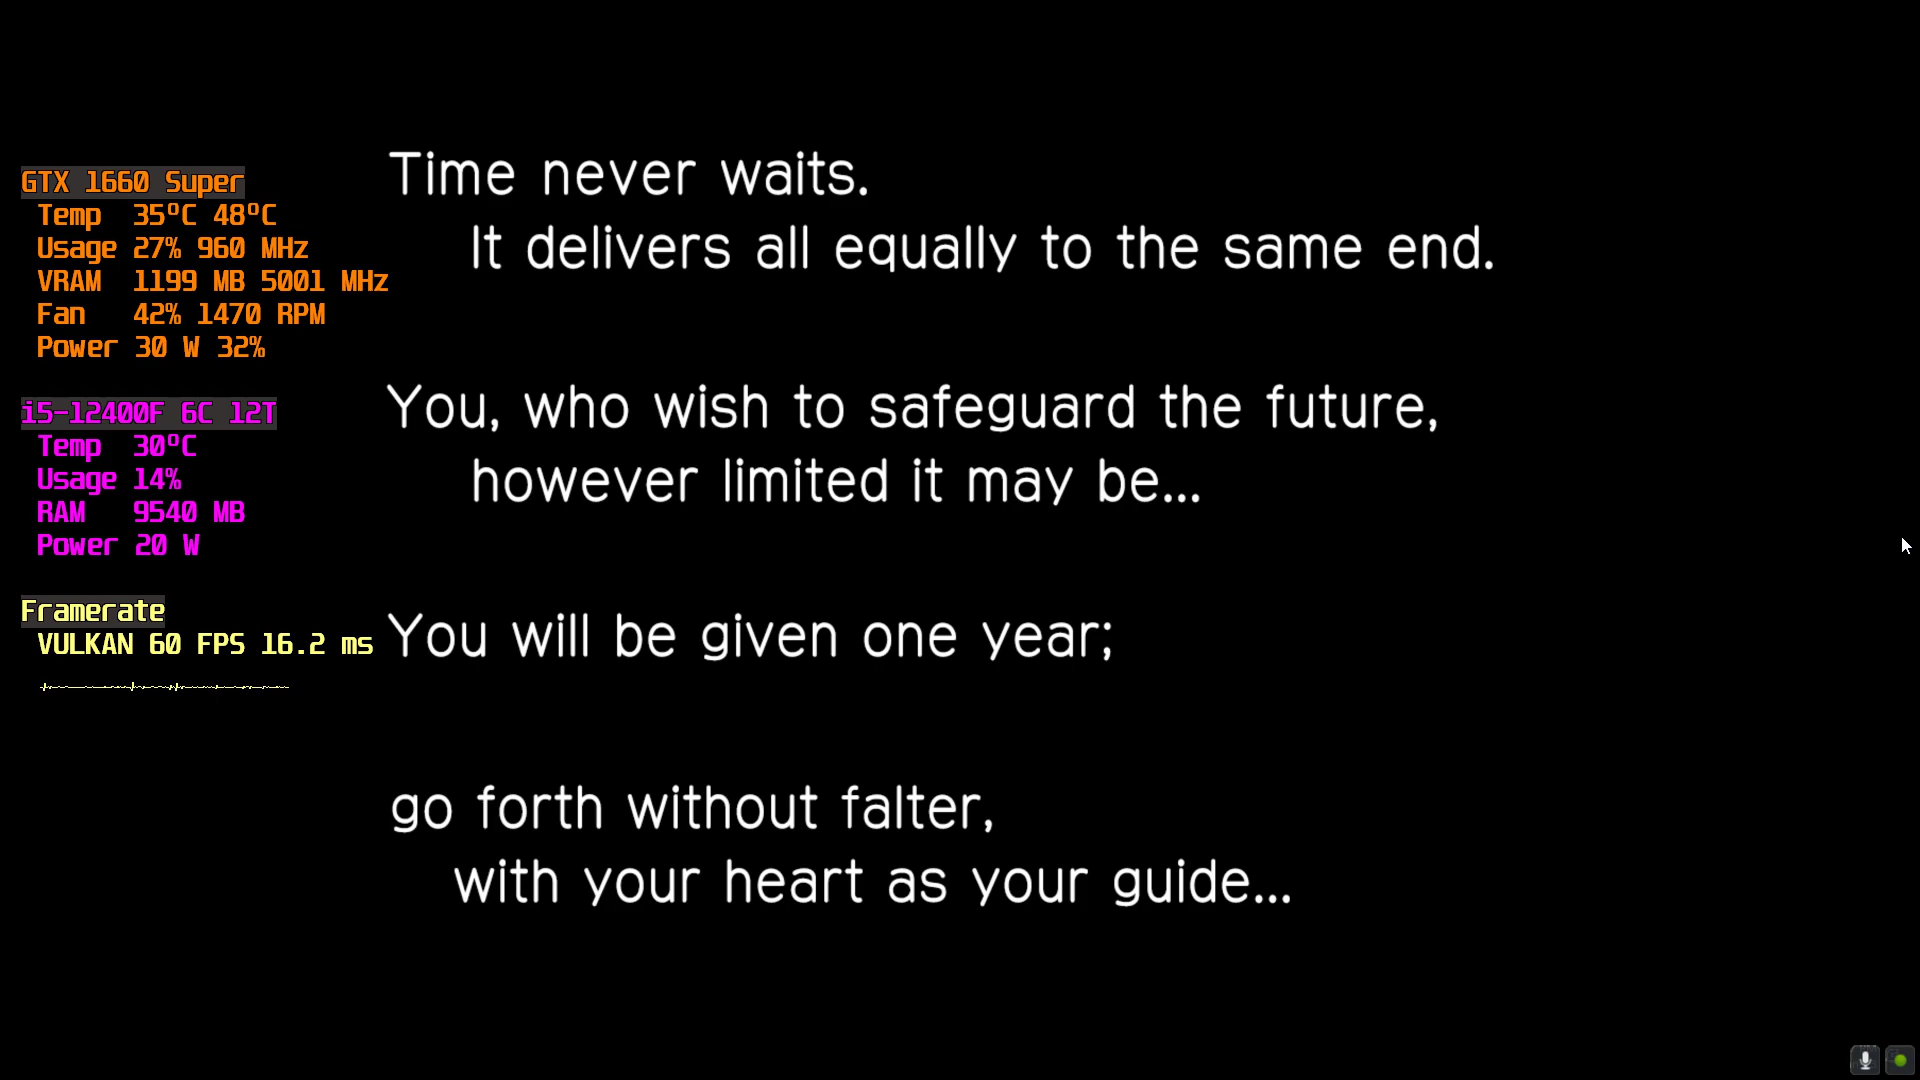 GTX 1660 Super
Temp 35°C 48°C
Usage 27% 960 MHz
VRAM 1199 MB 5001 MHz
Fan 42% 1470 RPM
Power 30 W 32%
i5-12400F 6C 12T
Temp 30°C
Usage 14%
RAM 9540 MB
Power 20 W
Framerate
VULKAN 60 FPS 16.2 ms
Time never waits.
It delivers all equally to the same end.
You, who wish to safeguard the future,
however limited it may be...
You will be given one year;
go forth without falter,
with your heart as your guide...